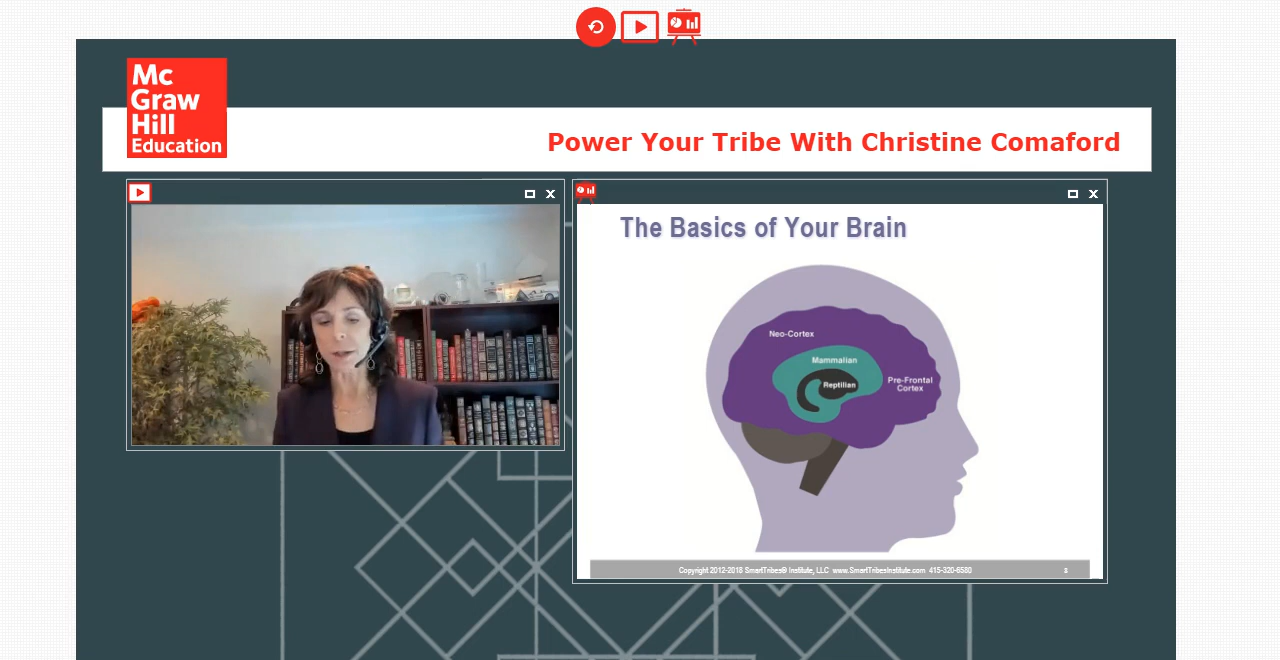 Mc
Graw
Hill
Education
Power Your Tribe With Christine Comaford
The Basics of Your Brain
Neo-Cortex
Mammalian
Reptilian
Pre-Frontal
Cortex
Copyright 2012-2018 SmartTribes® Institute, LLC www.SmartTribesInstitute.com 415-320-6580
3